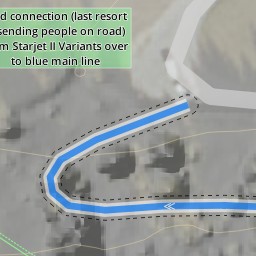 d connection (last resort
sending people on road)
m Starjet II Variants over
to blue main line